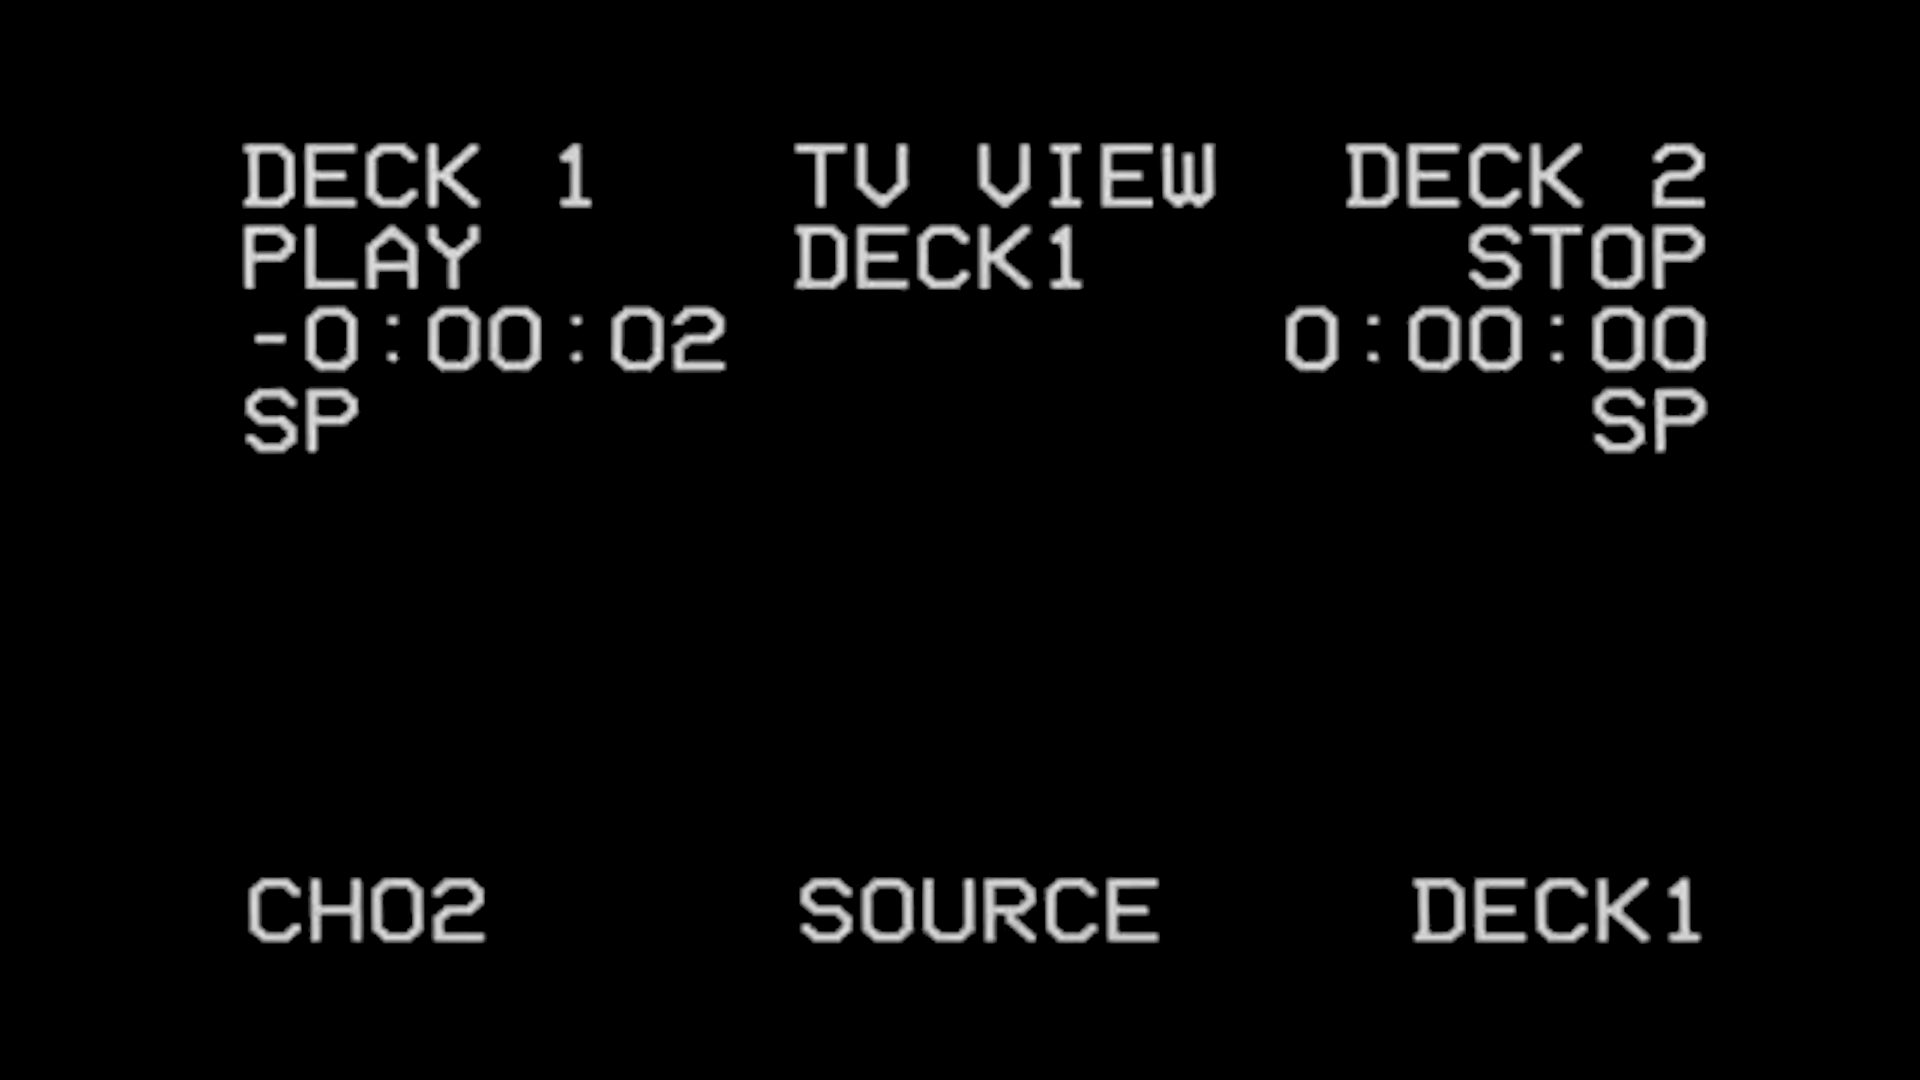 DECK 1 TV VIEW DECK 2
PLAY DECK1 STOP
-0:00:02 0:00:00
SP SP
CH02 SOURCE DECK1